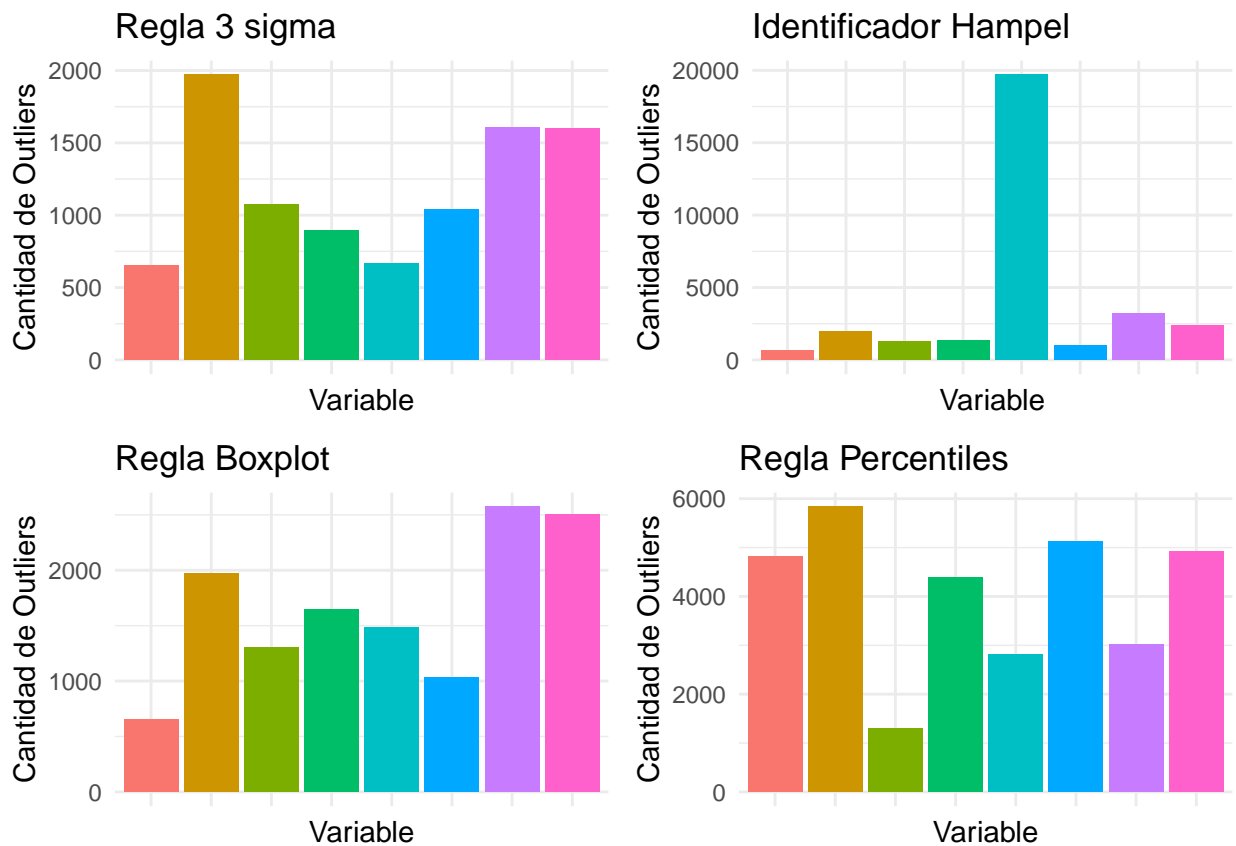 Regla 3 sigma
Cantidad de Outliers
2000
1500
1000
500
0
Variable
Identificador Hampel
Cantidad de Outliers
20000
15000
10000
5000
0
Variable
Regla Boxplot
Cantidad de Outliers
2000
1000
0
Variable
Regla Percentiles
Cantidad de Outliers
6000
4000
2000
0
Variable